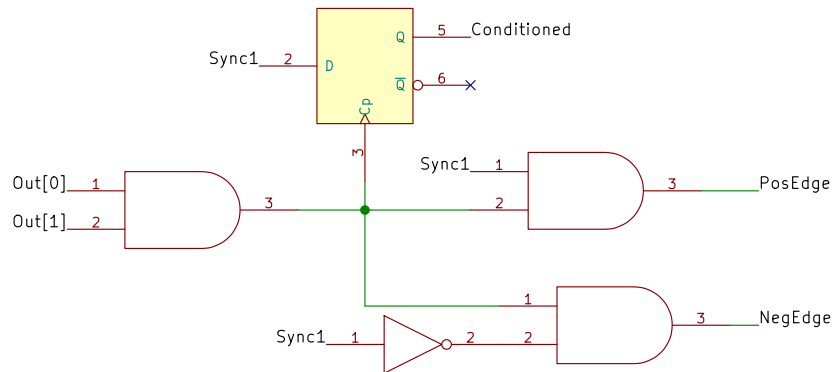 Q 5 Conditioned
Sync1 2 D
Q 6
Cp
3
Sync1 1
Out[0] 1
3 PosEdge
3
2
Out[1] 2
1
NegEdge
3
Sync1 1 2 2